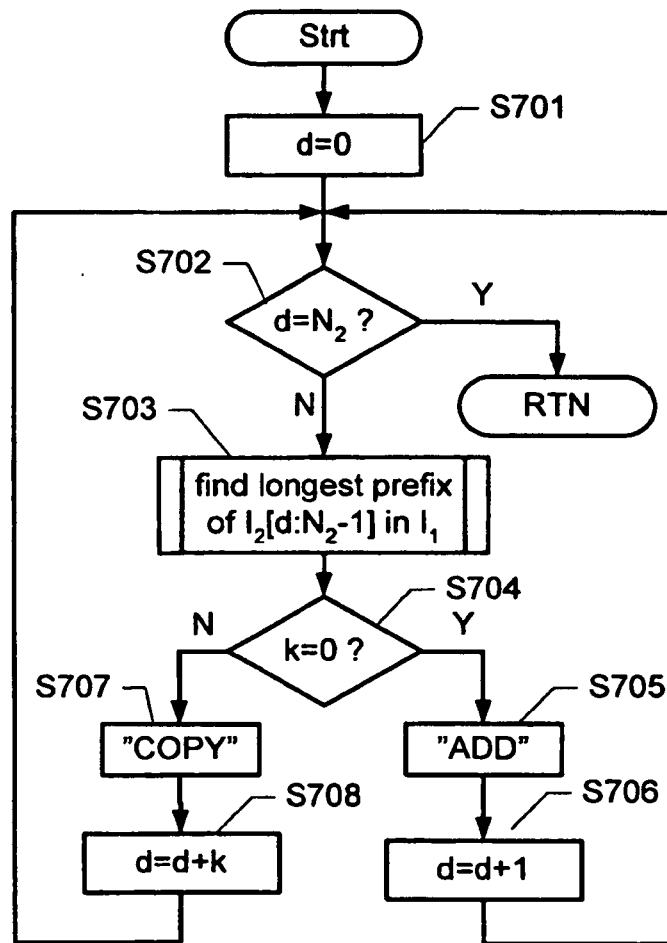 Strt
S701
d=0
S702
d=N₂ ?
Y
N
RTN
S703
find longest prefix
of I₂[d:N₂-1] in I₁
S704
N
k=0 ?
Y
S707
S705
"COPY"
"ADD"
S708
S706
d=d+k
d=d+1